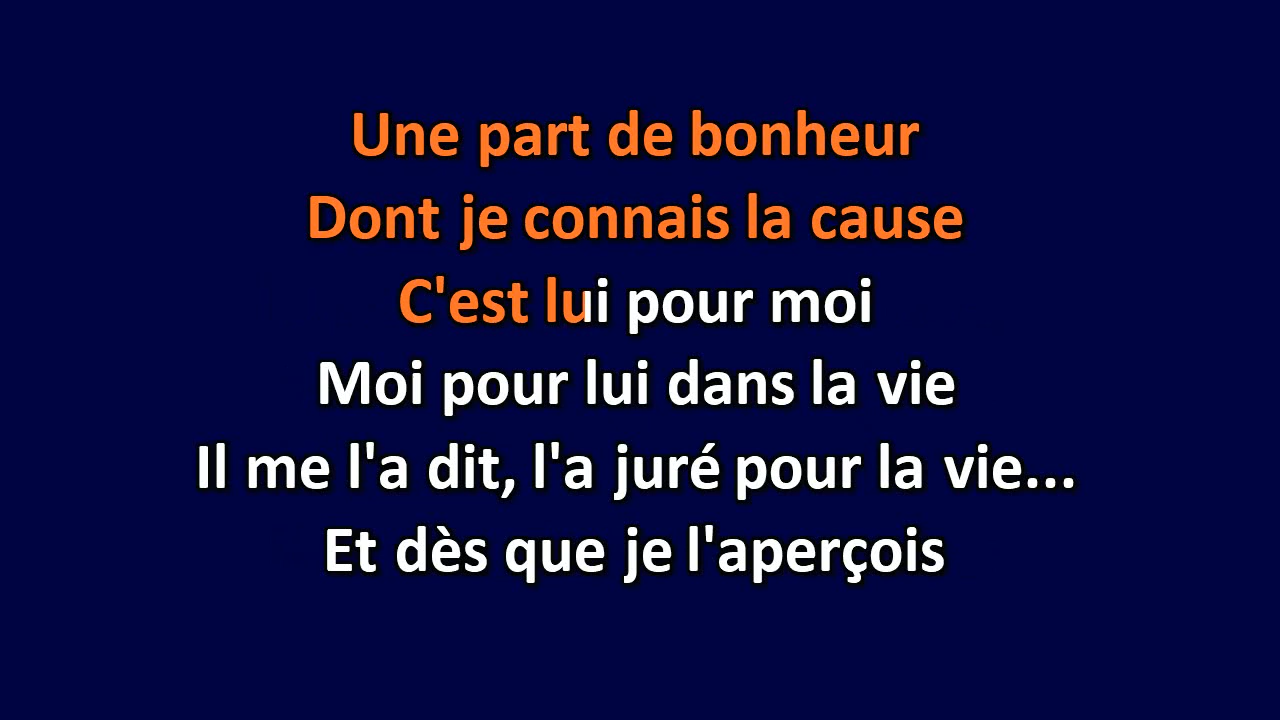 Une part de bonheur
Dont je connais la cause
C'est lui pour moi
Moi pour lui dans la vie
Il me l'a dit, l'a juré pour la vie...
Et dès que je l'aperçois